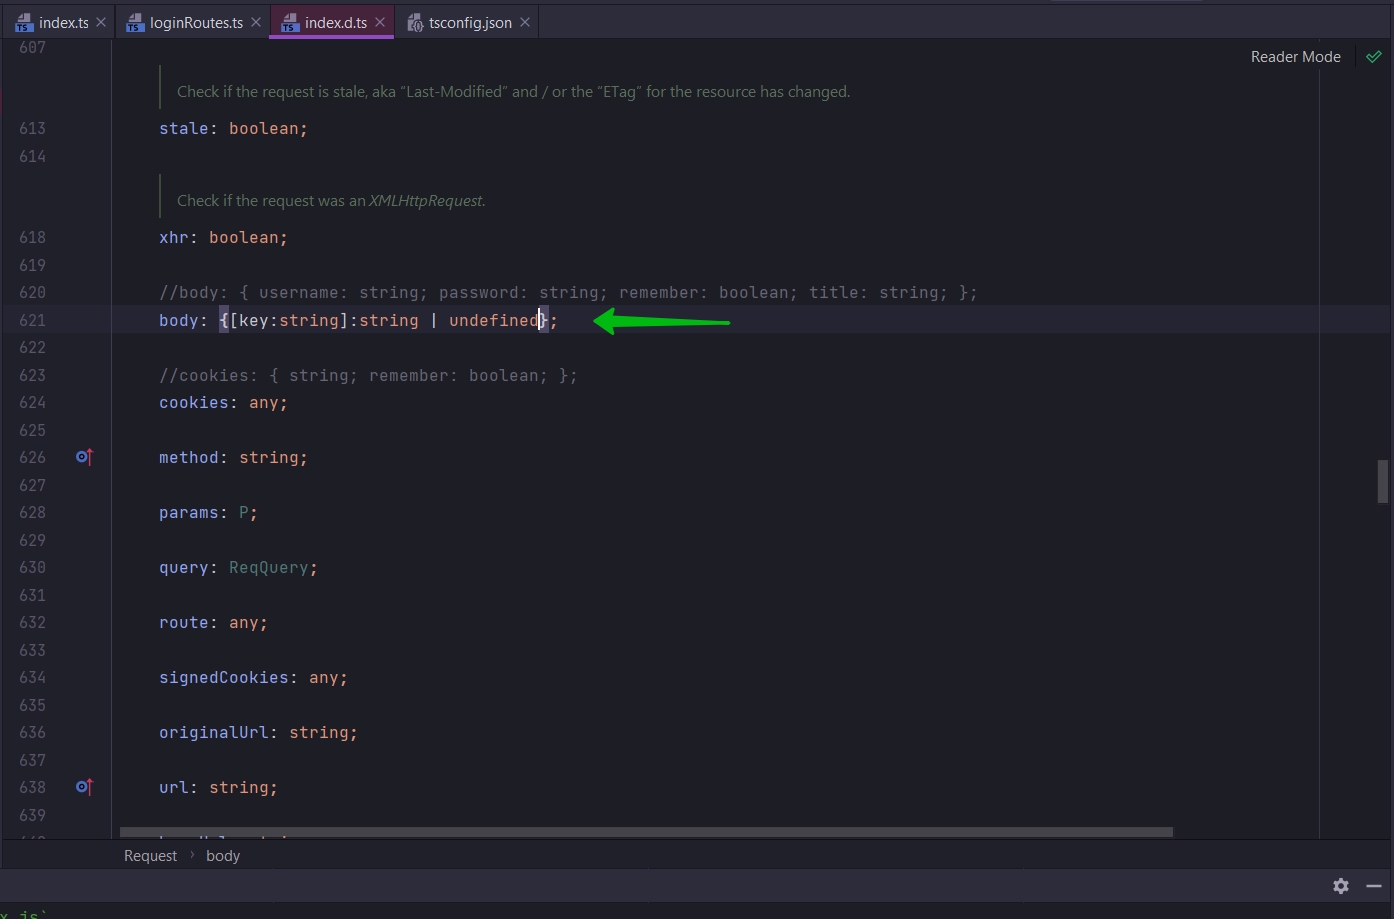 index.ts
loginRoutes.ts
index.d.ts
tsconfig.json
607
Reader Mode
Check if the request is stale, aka “Last-Modified” and / or the “ETag” for the resource has changed.
613 stale: boolean;
614
Check if the request was an XMLHttpRequest.
618 xhr: boolean;
619
620 //body: { username: string; password: string; remember: boolean; title: string; };
621 body: {[key:string]:string | undefined};
622
623 //cookies: { string; remember: boolean; };
624 cookies: any;
625
626 method: string;
627
628 params: P;
629
630 query: ReqQuery;
631
632 route: any;
633
634 signedCookies: any;
635
636 originalUrl: string;
637
638 url: string;
639
Request › body
x.js`